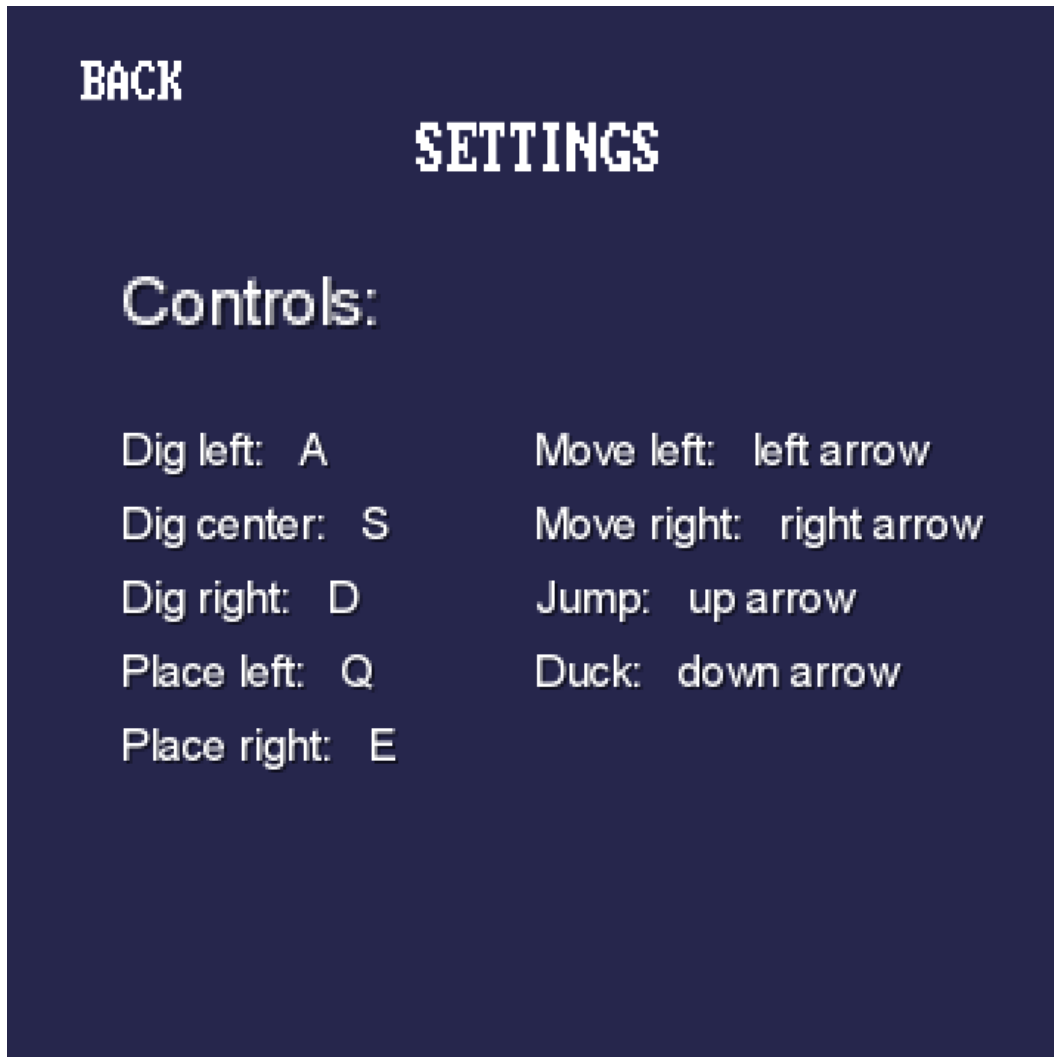 BACK
SETTINGS
Controls:
Dig left: A
Dig center: S
Dig right: D
Place left: Q
Place right: E
Move left: left arrow
Move right: right arrow
Jump: up arrow
Duck: down arrow